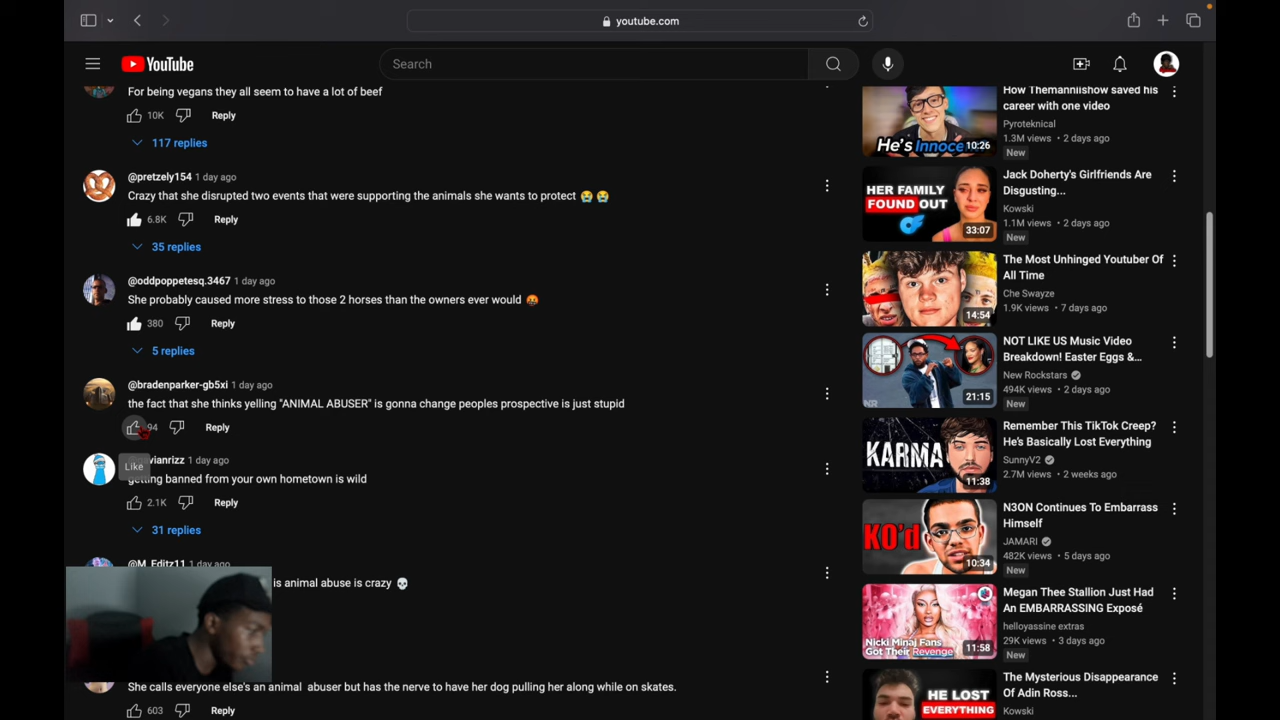 youtube.com
YouTube
Search
For being vegans they all seem to have a lot of beef
10K Reply
117 replies
@pretzely154 1 day ago
Crazy that she disrupted two events that were supporting the animals she wants to protect 😭 😭
6.8K Reply
35 replies
@oddpoppetesq.3467 1 day ago
She probably caused more stress to those 2 horses than the owners ever would 🤬
380 Reply
5 replies
@bradenparker-gb5xi 1 day ago
the fact that she thinks yelling "ANIMAL ABUSER" is gonna change peoples prospective is just stupid
94 Reply
Like
1 day ago
getting banned from your own hometown is wild
2.1K Reply
31 replies
@M_Editz11 1 day ago
is animal abuse is crazy 💀
She calls everyone else's an animal abuser but has the nerve to have her dog pulling her along while on skates.
603 Reply
He's Innoce
10:26
How Themanniishow saved his
career with one video
Pyroteknical
1.3M views • 2 days ago
New
HER FAMILY
FOUND OUT
33:07
Jack Doherty's Girlfriends Are
Disgusting...
Kowski
1.1M views • 2 days ago
New
14:54
The Most Unhinged Youtuber Of
All Time
Che Swayze
1.9K views • 7 days ago
NR
21:15
NOT LIKE US Music Video
Breakdown! Easter Eggs &...
New Rockstars
494K views • 2 days ago
New
KARMA
11:38
Remember This TikTok Creep?
He's Basically Lost Everything
SunnyV2
2.7M views • 2 weeks ago
KO'd
10:34
N3ON Continues To Embarrass
Himself
JAMARI
482K views • 5 days ago
New
Nicki Minaj Fans
Got Their Revenge
11:58
Megan Thee Stallion Just Had
An EMBARRASSING Exposé
helloyassine extras
29K views • 3 days ago
New
HE LOST
EVERYTHING
The Mysterious Disappearance
Of Adin Ross...
Kowski